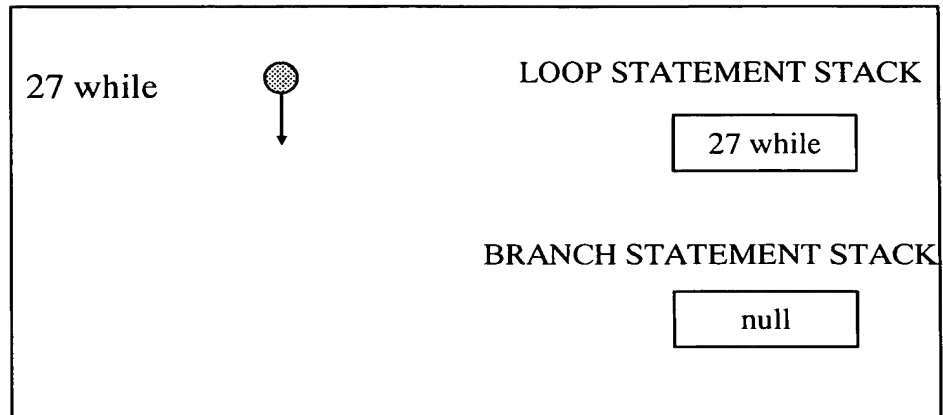 27 while
LOOP STATEMENT STACK
27 while
BRANCH STATEMENT STACK
null